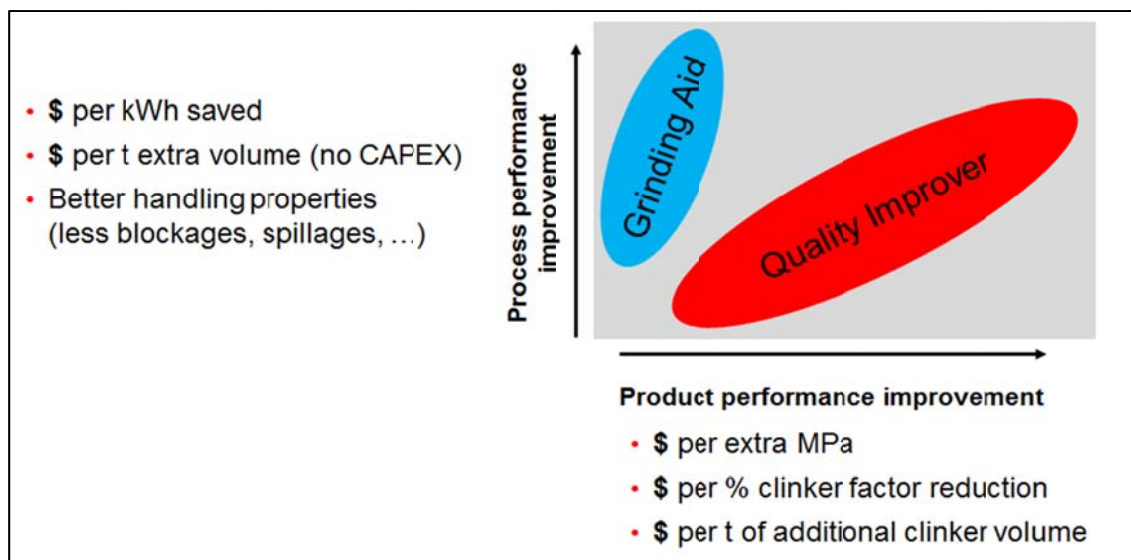 • $ per kWh saved
• $ per t extra volume (no CAPEX)
• Better handling properties
(less blockages, spillages, …)
Process performance
improvement
Grinding Aid
Quality Improver
Product performance improvement
• $ per extra MPa
• $ per % clinker factor reduction
• $ per t of additional clinker volume